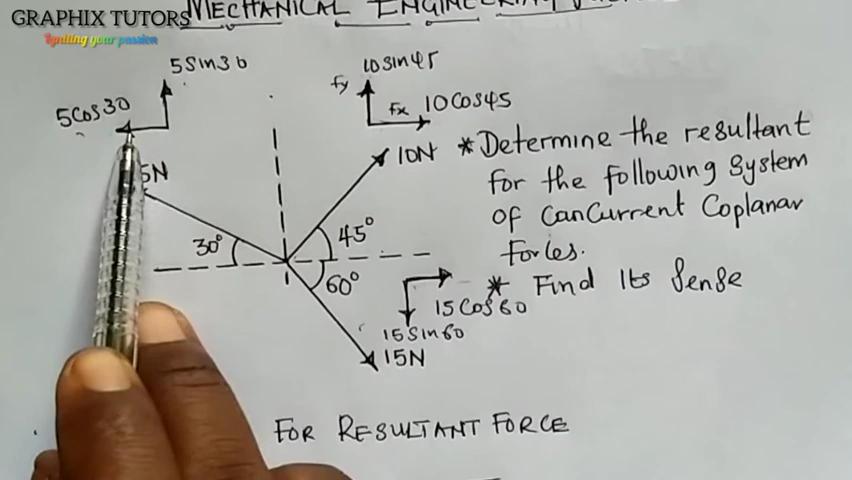 GRAPHIX TUTORS
Igniting your passion
MECHANICAL ENGINEERING
5Sin30
5Cos30
5N
30°
10Sin45
Fy
Fx 10Cos45
10N
45°
60°
15Cos60
15Sin60
15N
*Determine the resultant
for the following System
of Concurrent Coplanar
forces.
* Find Its Sense
FOR RESULTANT FORCE